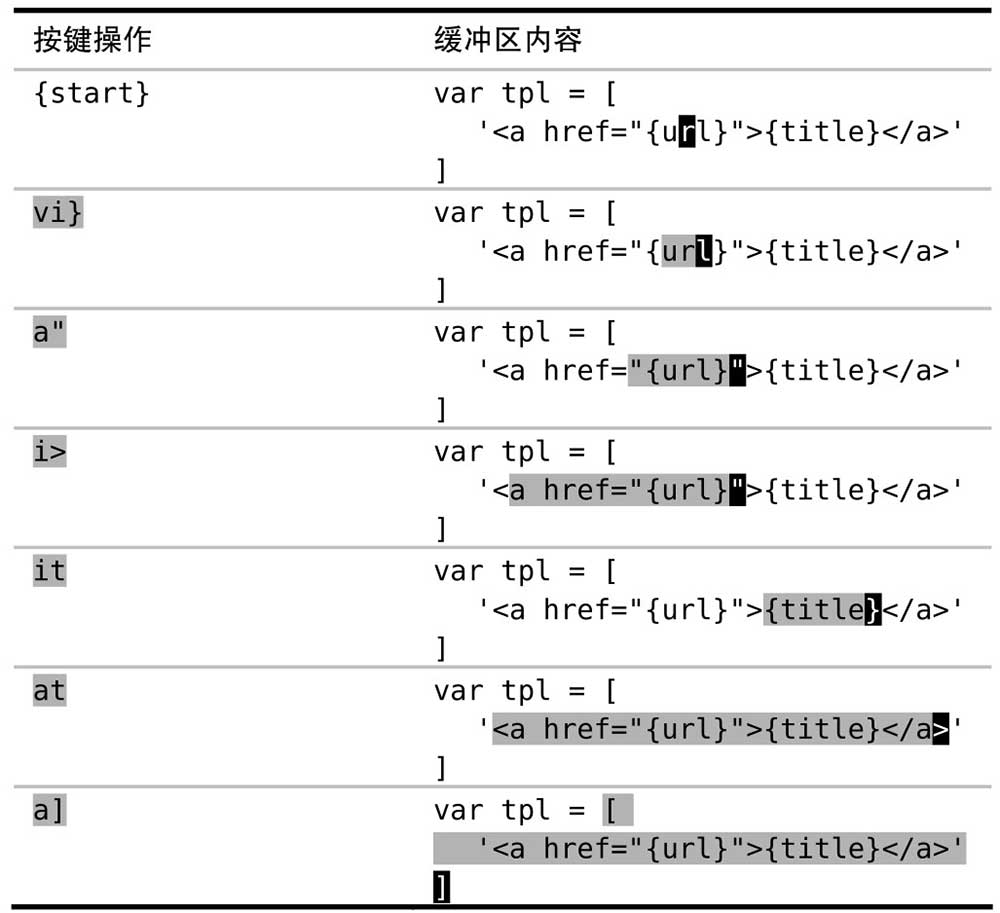 按键操作 缓冲区内容
{start} var tpl = [
'<a href="{url}">{title}</a>'
]
vi} var tpl = [
'<a href="{url}">{title}</a>'
]
a" var tpl = [
'<a href="{url}">{title}</a>'
]
i> var tpl = [
'<a href="{url}">{title}</a>'
]
it var tpl = [
'<a href="{url}">{title}</a>'
]
at var tpl = [
'<a href="{url}">{title}</a>'
]
a] var tpl = [
'<a href="{url}">{title}</a>'
]